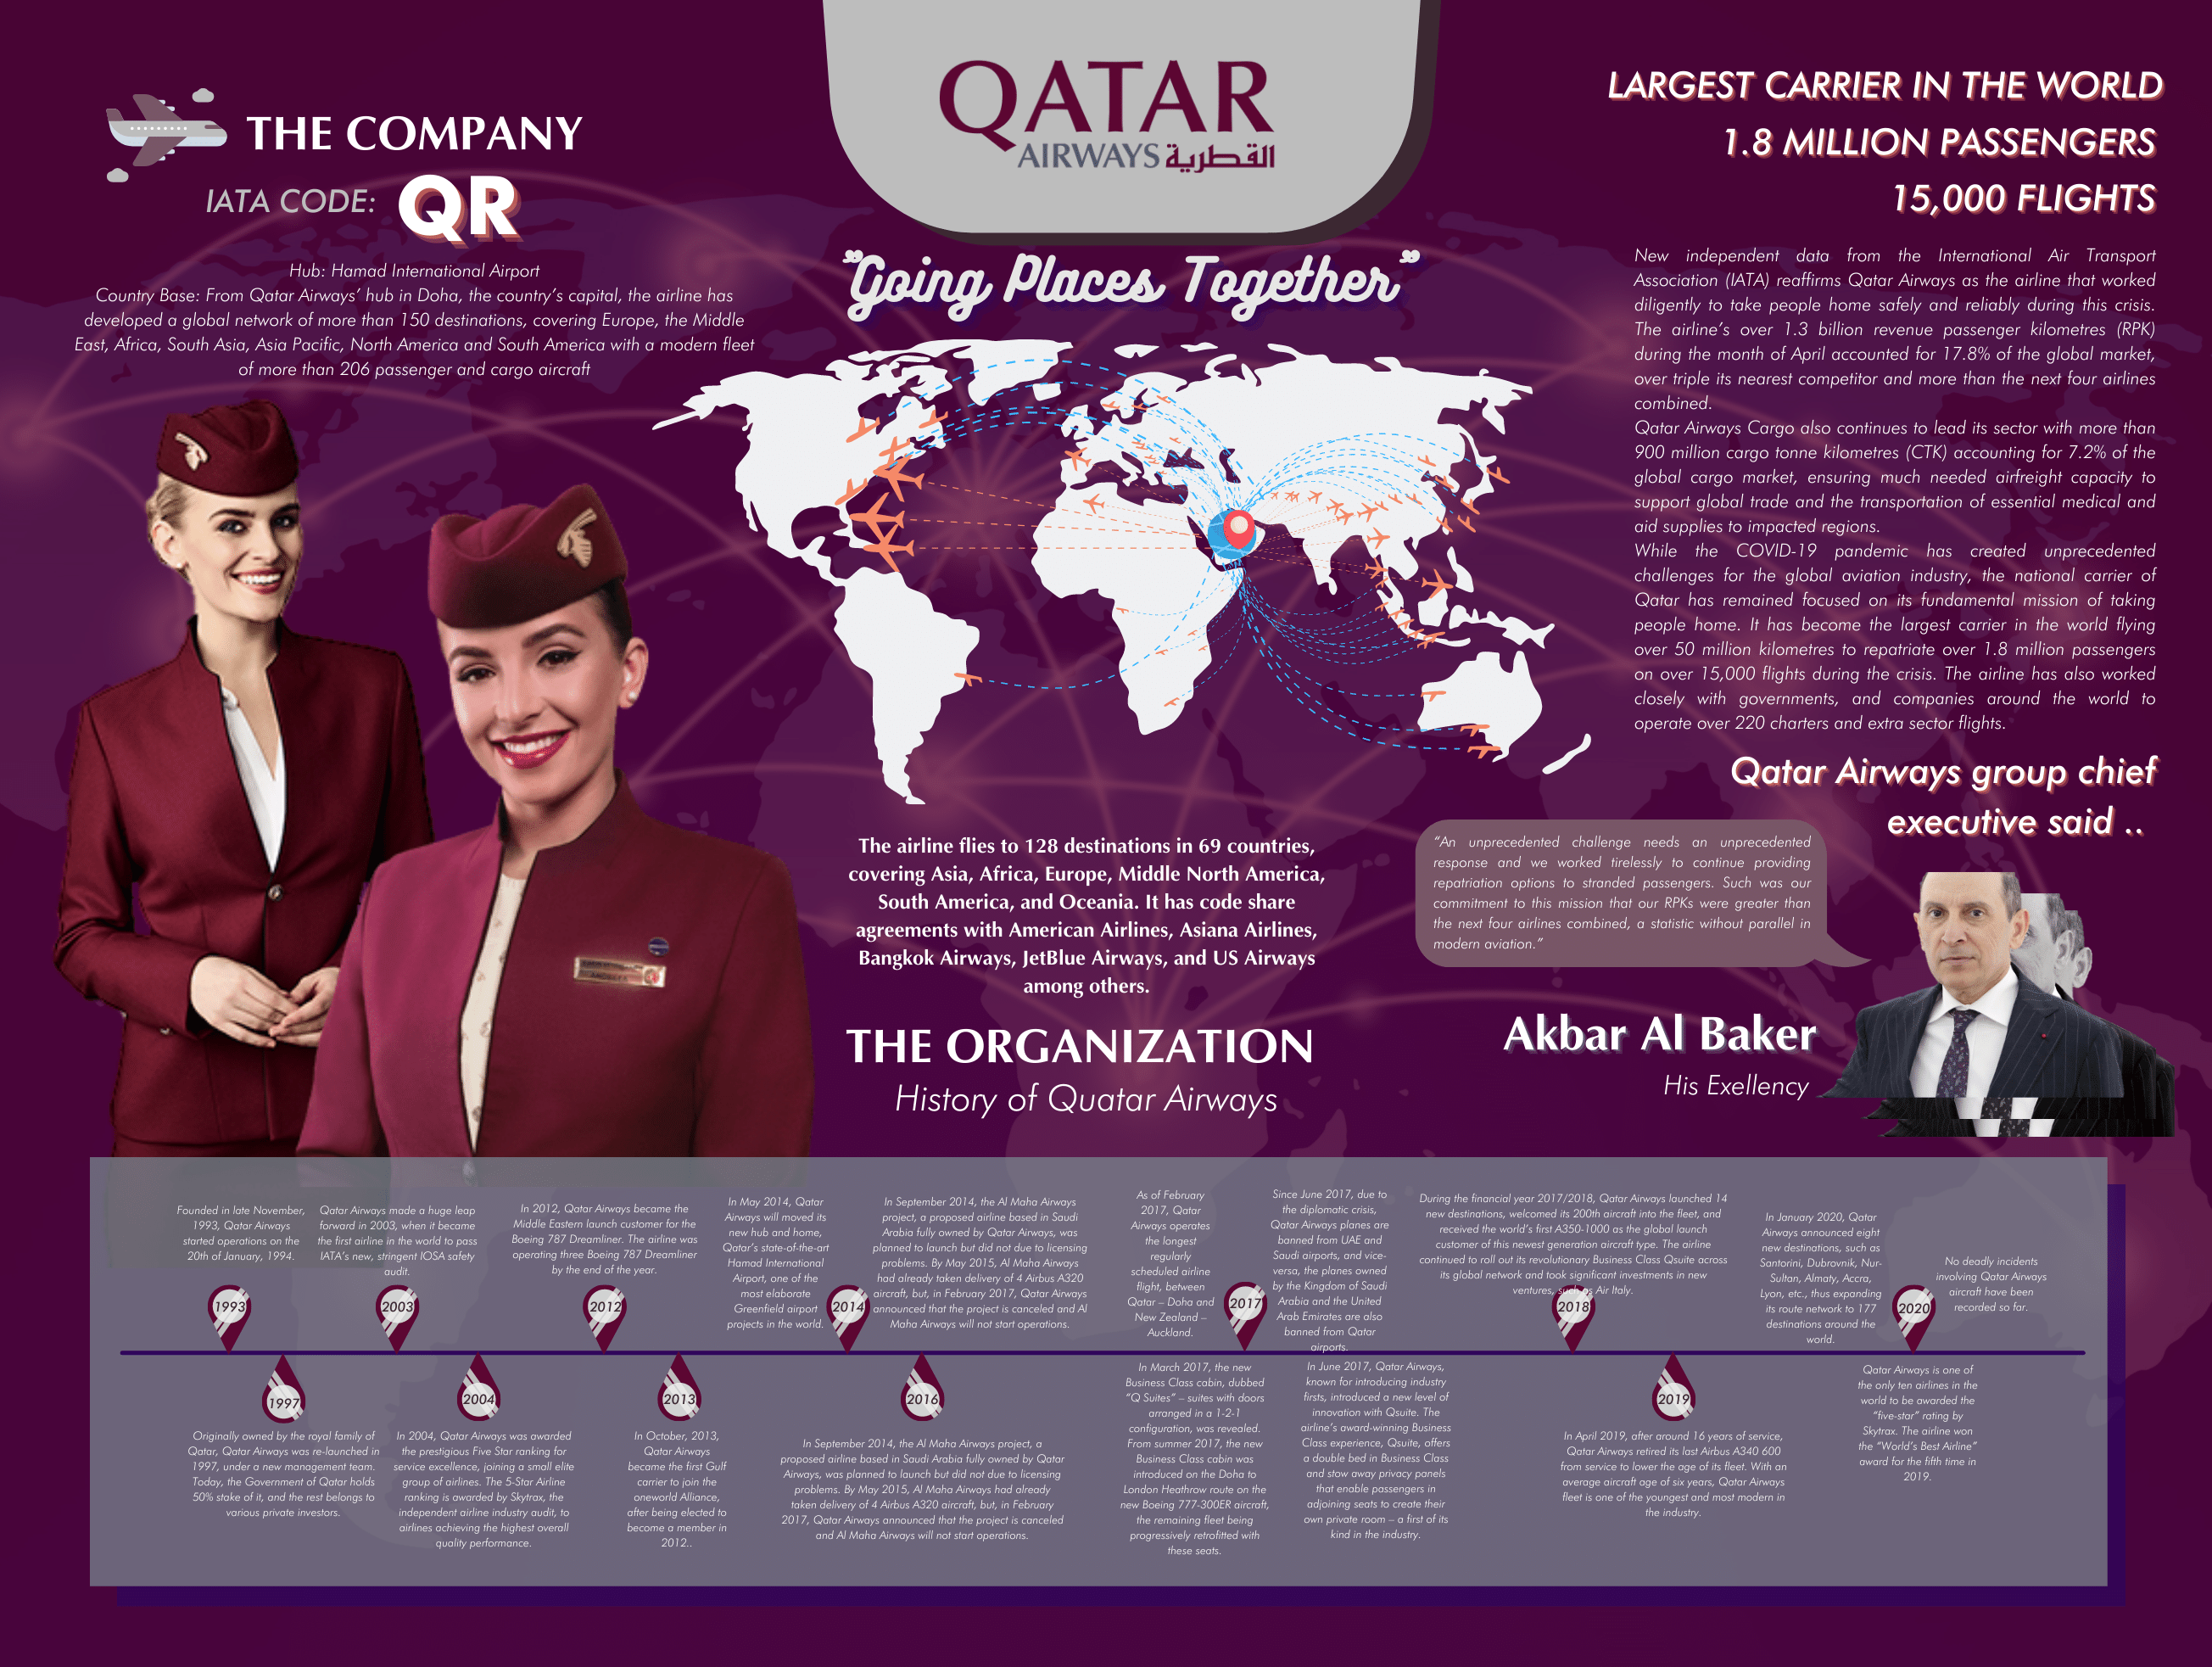 QATAR
AIRWAYS القطرية
THE COMPANY
IATA CODE: QR
Hub: Hamad International Airport
Country Base: From Qatar Airways' hub in Doha, the country's capital, the airline has
developed a global network of more than 150 destinations, covering Europe, the Middle
East, Africa, South Asia, Asia Pacific, North America and South America with a modern fleet
of more than 206 passenger and cargo aircraft
"Going Places Together"
LARGEST CARRIER IN THE WORLD
1.8 MILLION PASSENGERS
15,000 FLIGHTS
New independent data from the International Air Transport
Association (IATA) reaffirms Qatar Airways as the airline that worked
diligently to take people home safely and reliably during this crisis.
The airline's over 1.3 billion revenue passenger kilometres (RPK)
during the month of April accounted for 17.8% of the global market,
over triple its nearest competitor and more than the next four airlines
combined.
Qatar Airways Cargo also continues to lead its sector with more than
900 million cargo tonne kilometres (CTK) accounting for 7.2% of the
global cargo market, ensuring much needed airfreight capacity to
support global trade and the transportation of essential medical and
aid supplies to impacted regions.
While the COVID-19 pandemic has created unprecedented
challenges for the global aviation industry, the national carrier of
Qatar has remained focused on its fundamental mission of taking
people home. It has become the largest carrier in the world flying
over 50 million kilometres to repatriate over 1.8 million passengers
on over 15,000 flights during the crisis. The airline has also worked
closely with governments, and companies around the world to
operate over 220 charters and extra sector flights.
Qatar Airways group chief
executive said ..
"An unprecedented challenge needs an unprecedented
response and we worked tirelessly to continue providing
repatriation options to stranded passengers. Such was our
commitment to this mission that our RPKs were greater than
the next four airlines combined, a statistic without parallel in
modern aviation."
Akbar Al Baker
His Exellency
The airline flies to 128 destinations in 69 countries,
covering Asia, Africa, Europe, Middle North America,
South America, and Oceania. It has code share
agreements with American Airlines, Asiana Airlines,
Bangkok Airways, JetBlue Airways, and US Airways
among others.
THE ORGANIZATION
History of Quatar Airways
Founded in late November,
1993, Qatar Airways
started operations on the
20th of January, 1994.
1993
Originally owned by the royal family of
Qatar, Qatar Airways was re-launched in
1997, under a new management team.
Today, the Government of Qatar holds
50% stake of it, and the rest belongs to
various private investors.
1997
Qatar Airways made a huge leap
forward in 2003, when it became
the first airline in the world to pass
IATA's new, stringent IOSA safety
audit.
2003
2004
In 2004, Qatar Airways was awarded
the prestigious Five Star ranking for
service excellence, joining a small elite
group of airlines. The 5-Star Airline
ranking is awarded by Skytrax, the
independent airline industry audit, to
airlines achieving the highest overall
quality performance.
In 2012, Qatar Airways became the
Middle Eastern launch customer for the
Boeing 787 Dreamliner. The airline was
operating three Boeing 787 Dreamliner
by the end of the year.
2012
2013
In October, 2013,
Qatar Airways
became the first Gulf
carrier to join the
oneworld Alliance,
after being elected to
become a member in
2012..
In May 2014, Qatar
Airways will moved its
new hub and home,
Qatar's state-of-the-art
Hamad International
Airport, one of the
most elaborate
Greenfield airport
projects in the world.
2014
In September 2014, the Al Maha Airways
project, a proposed airline based in Saudi
Arabia fully owned by Qatar Airways, was
planned to launch but did not due to licensing
problems. By May 2015, Al Maha Airways
had already taken delivery of 4 Airbus A320
aircraft, but, in February 2017, Qatar Airways
announced that the project is canceled and Al
Maha Airways will not start operations.
2016
In September 2014, the Al Maha Airways project, a
proposed airline based in Saudi Arabia fully owned by Qatar
Airways, was planned to launch but did not due to licensing
problems. By May 2015, Al Maha Airways had already
taken delivery of 4 Airbus A320 aircraft, but, in February
2017, Qatar Airways announced that the project is canceled
and Al Maha Airways will not start operations.
As of February
2017, Qatar
Airways operates
the longest
regularly
scheduled airline
flight, between
Qatar – Doha and
New Zealand –
Auckland.
2017
Since June 2017, due to
the diplomatic crisis,
Qatar Airways planes are
banned from UAE and
Saudi airports, and vice-
versa, the planes owned
by the Kingdom of Saudi
Arabia and the United
Arab Emirates are also
banned from Qatar
airports.
In March 2017, the new
Business Class cabin, dubbed
"Q Suites" – suites with doors
arranged in a 1-2-1
configuration, was revealed.
From summer 2017, the new
Business Class cabin was
introduced on the Doha to
London Heathrow route on the
new Boeing 777-300ER aircraft,
the remaining fleet being
progressively retrofitted with
these seats.
In June 2017, Qatar Airways,
known for introducing industry
firsts, introduced a new level of
innovation with Qsuite. The
airline's award-winning Business
Class experience, Qsuite, offers
a double bed in Business Class
and stow away privacy panels
that enable passengers in
adjoining seats to create their
own private room – a first of its
kind in the industry.
During the financial year 2017/2018, Qatar Airways launched 14
new destinations, welcomed its 200th aircraft into the fleet, and
received the world's first A350-1000 as the global launch
customer of this newest generation aircraft type. The airline
continued to roll out its revolutionary Business Class Qsuite across
its global network and took significant investments in new
ventures, such as Air Italy.
2018
2019
In April 2019, after around 16 years of service,
Qatar Airways retired its last Airbus A340 600
from service to lower the age of its fleet. With an
average aircraft age of six years, Qatar Airways
fleet is one of the youngest and most modern in
the industry.
In January 2020, Qatar
Airways announced eight
new destinations, such as
Santorini, Dubrovnik, Nur-
Sultan, Almaty, Accra,
Lyon, etc., thus expanding
its route network to 177
destinations around the
world.
2020
No deadly incidents
involving Qatar Airways
aircraft have been
recorded so far.
Qatar Airways is one of
the only ten airlines in the
world to be awarded the
"five-star" rating by
Skytrax. The airline won
the "World's Best Airline"
award for the fifth time in
2019.